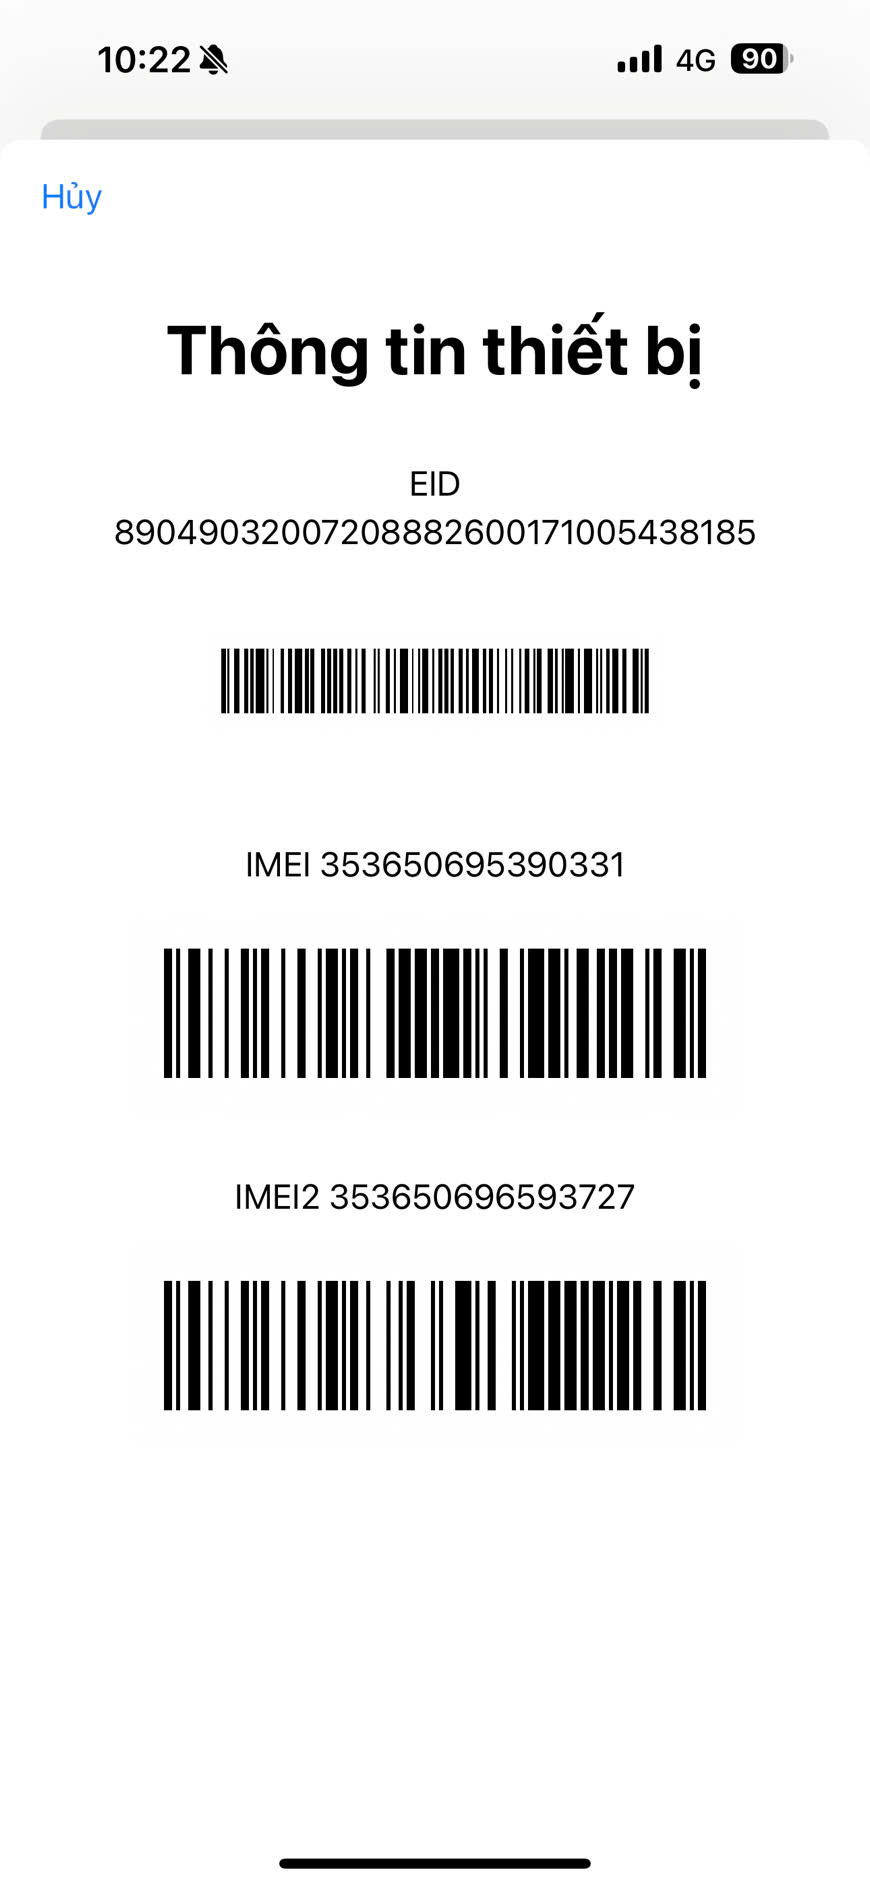 10:22
4G
90
Hủy
Thông tin thiết bị
EID
89049032007208882600171005438185
IMEI 353650695390331
IMEI2 353650696593727